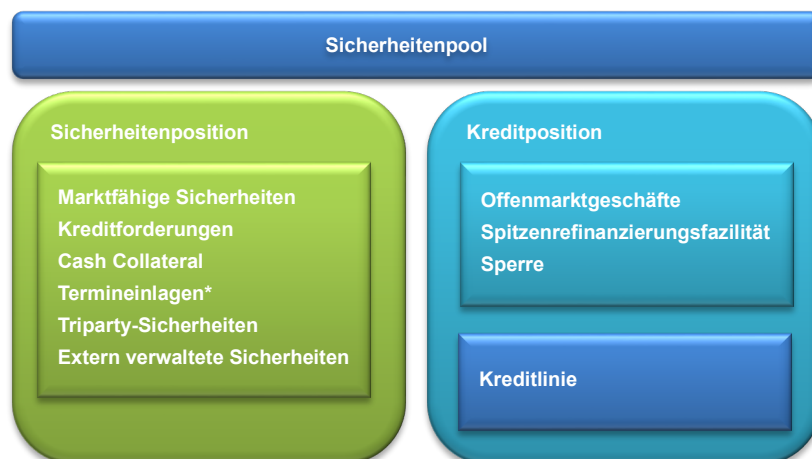 Sicherheitenpool
Sicherheitenposition
Marktfähige Sicherheiten
Kreditforderungen
Cash Collateral
Termineinlagen*
Triparty-Sicherheiten
Extern verwaltete Sicherheiten
Kreditposition
Offenmarktgeschäfte
Spitzenrefinanzierungsfazilität
Sperre
Kreditlinie